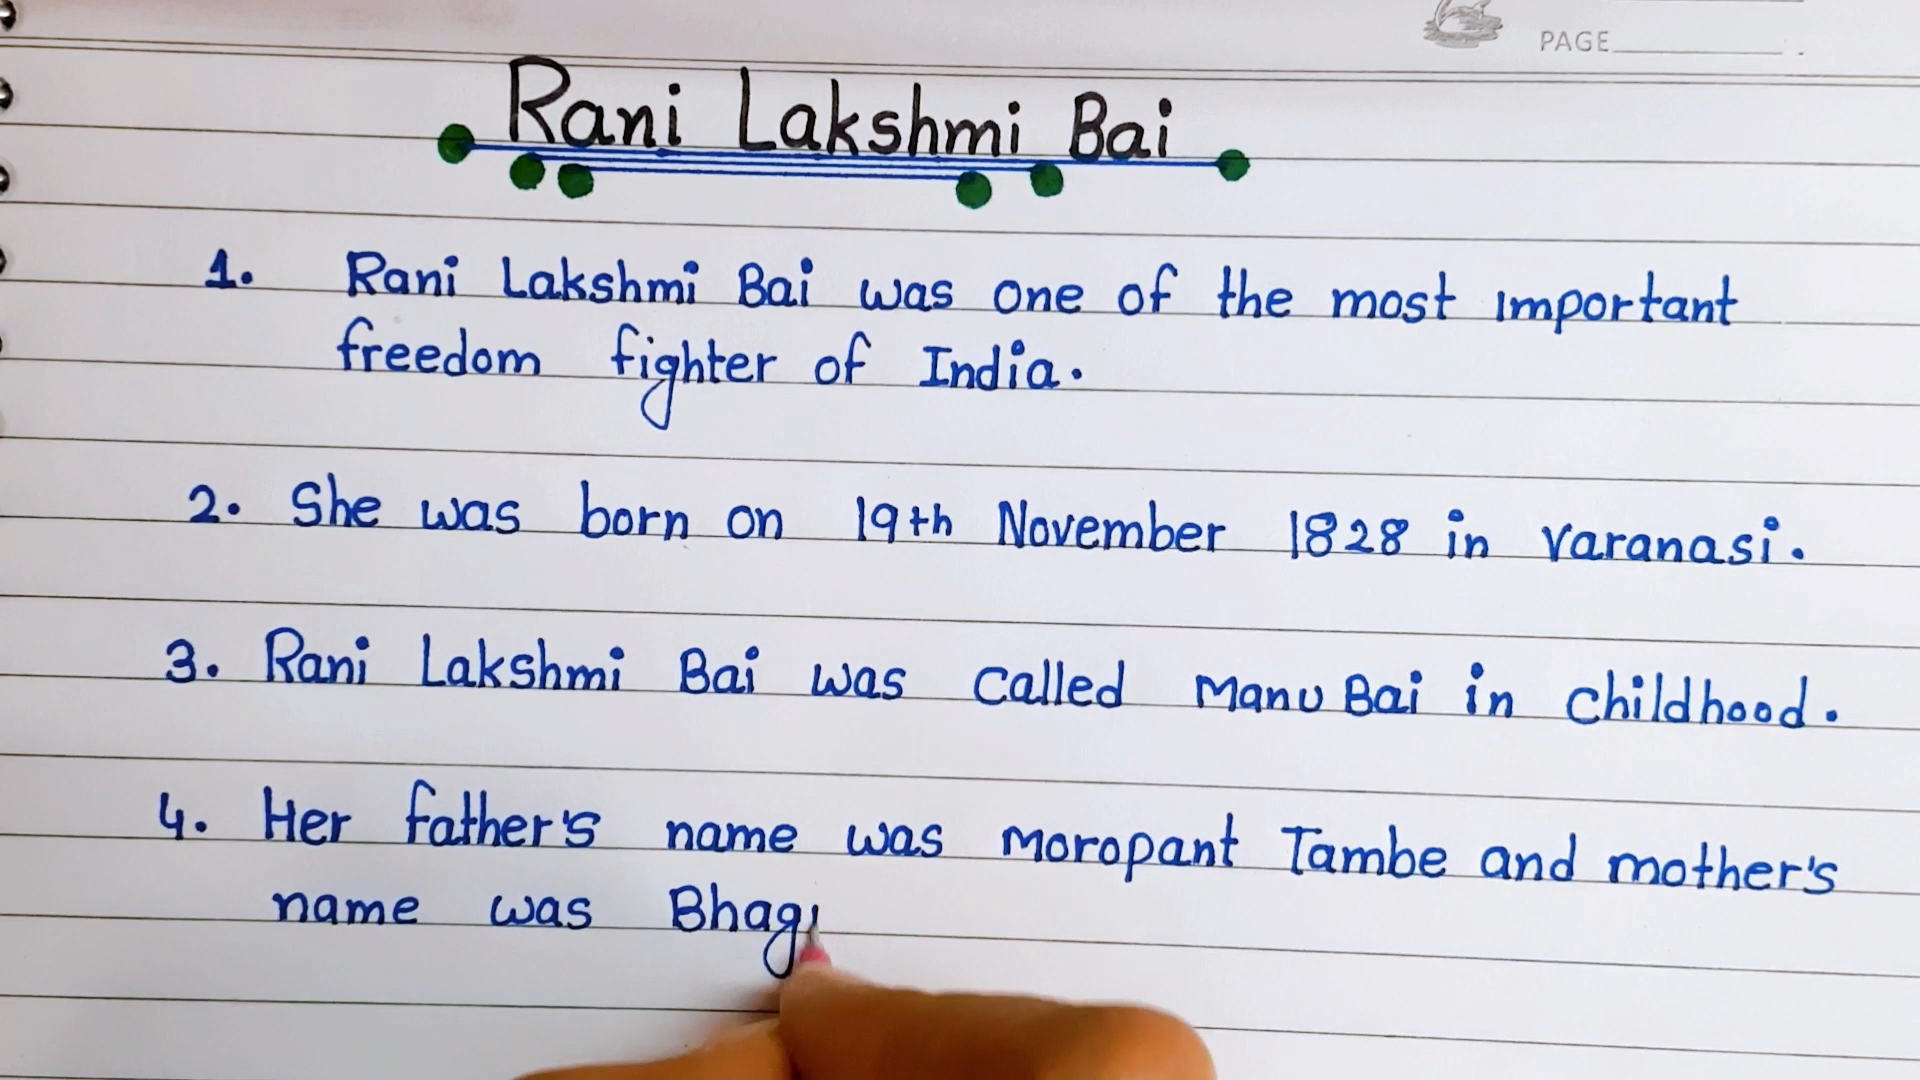 PAGE
Rani Lakshmi Bai
1. Rani Lakshmi Bai was one of the most important
freedom fighter of India.
2. She was born on 19th November 1828 in varanasi.
3. Rani Lakshmi Bai was called Manu Bai in childhood.
4. Her father's name was moropant Tambe and mother's
name was Bhag